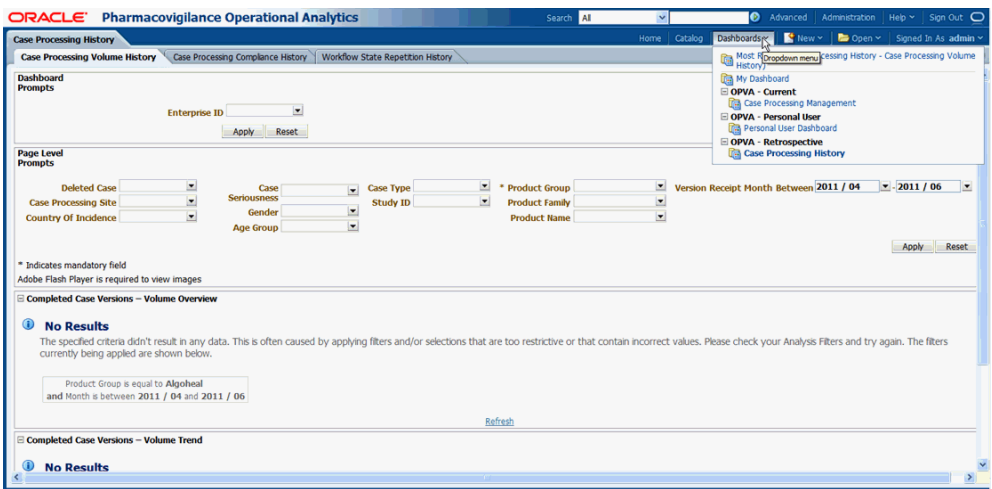 ORACLE Pharmacovigilance Operational Analytics Search All Advanced Administration Help Sign Out
Case Processing History Home Catalog Dashboards New Open Signed In As admin
Case Processing Volume History Case Processing Compliance History Workflow State Repetition History
Most cessing History - Case Processing Volume
History)
Dropdown menu
My Dashboard
OPVA - Current
Case Processing Management
OPVA - Personal User
Personal User Dashboard
OPVA - Retrospective
Case Processing History
Dashboard
Prompts
Enterprise ID
Apply Reset
Page Level
Prompts
Deleted Case Case Seriousness Case Type * Product Group Version Receipt Month Between 2011 / 04 - 2011 / 06
Case Processing Site Study ID Product Family
Country Of Incidence Gender Product Name
Age Group
Apply Reset
* Indicates mandatory field
Adobe Flash Player is required to view images
Completed Case Versions – Volume Overview
No Results
The specified criteria didn't result in any data. This is often caused by applying filters and/or selections that are too restrictive or that contain incorrect values. Please check your Analysis Filters and try again. The filters
currently being applied are shown below.
Product Group is equal to Algoheal
and Month is between 2011 / 04 and 2011 / 06
Refresh
Completed Case Versions – Volume Trend
No Results